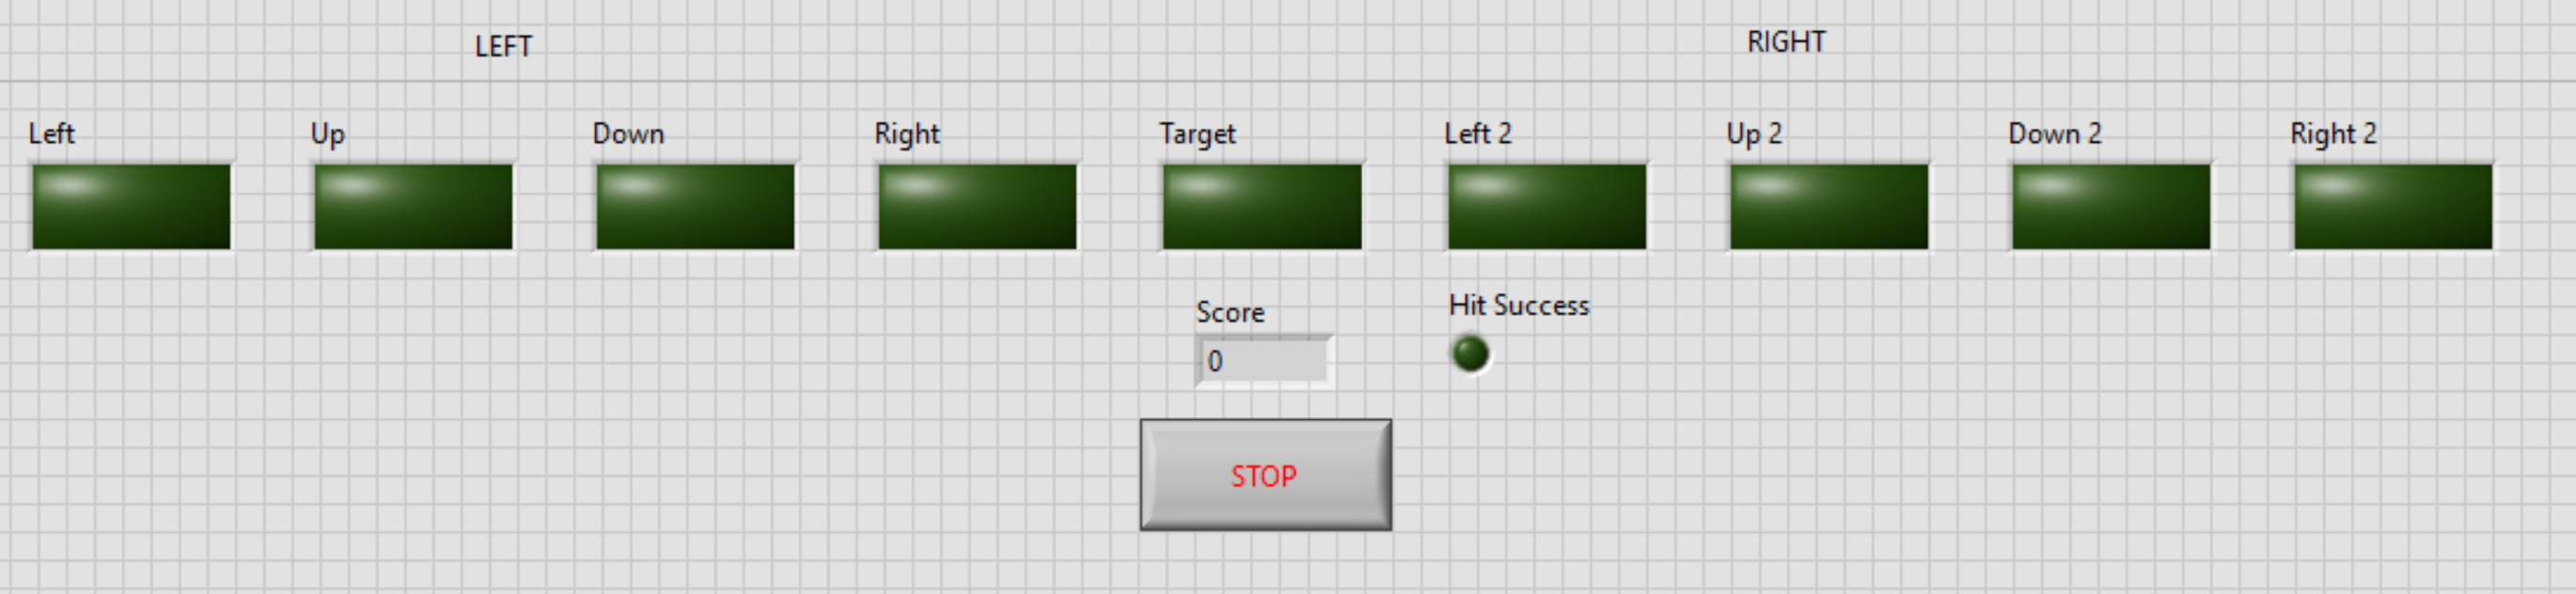 LEFT RIGHT
Left Up Down Right Target Left 2 Up 2 Down 2 Right 2
Score Hit Success
0
STOP